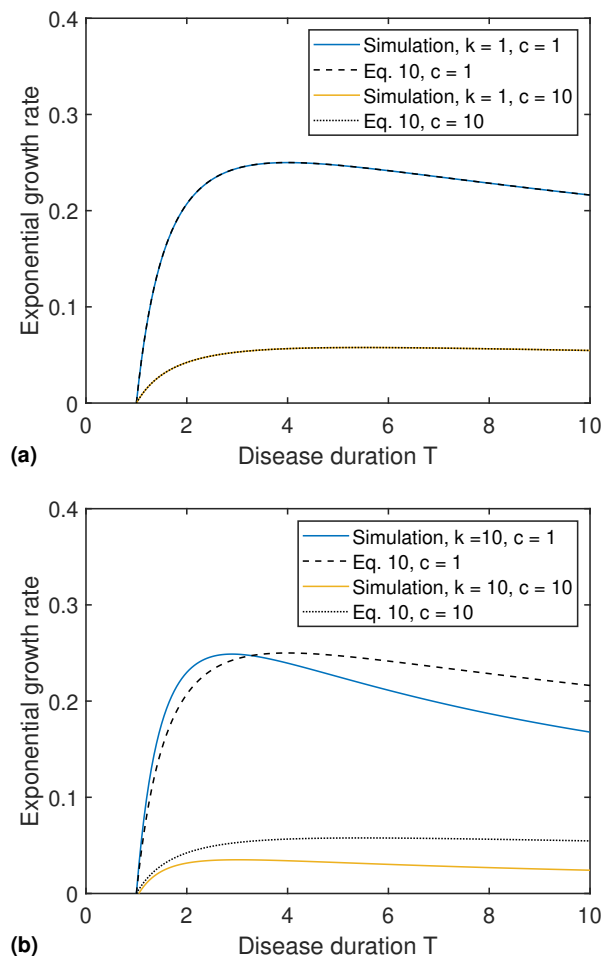 0.4
0.3
0.2
0.1
0
Exponential growth rate
Simulation, k = 1, c = 1
Eq. 10, c = 1
Simulation, k = 1, c = 10
Eq. 10, c = 10
0 2 4 6 8 10
Disease duration T
(a)
0.4
0.3
0.2
0.1
0
Exponential growth rate
Simulation, k =10, c = 1
Eq. 10, c = 1
Simulation, k = 10, c = 10
Eq. 10, c = 10
0 2 4 6 8 10
Disease duration T
(b)